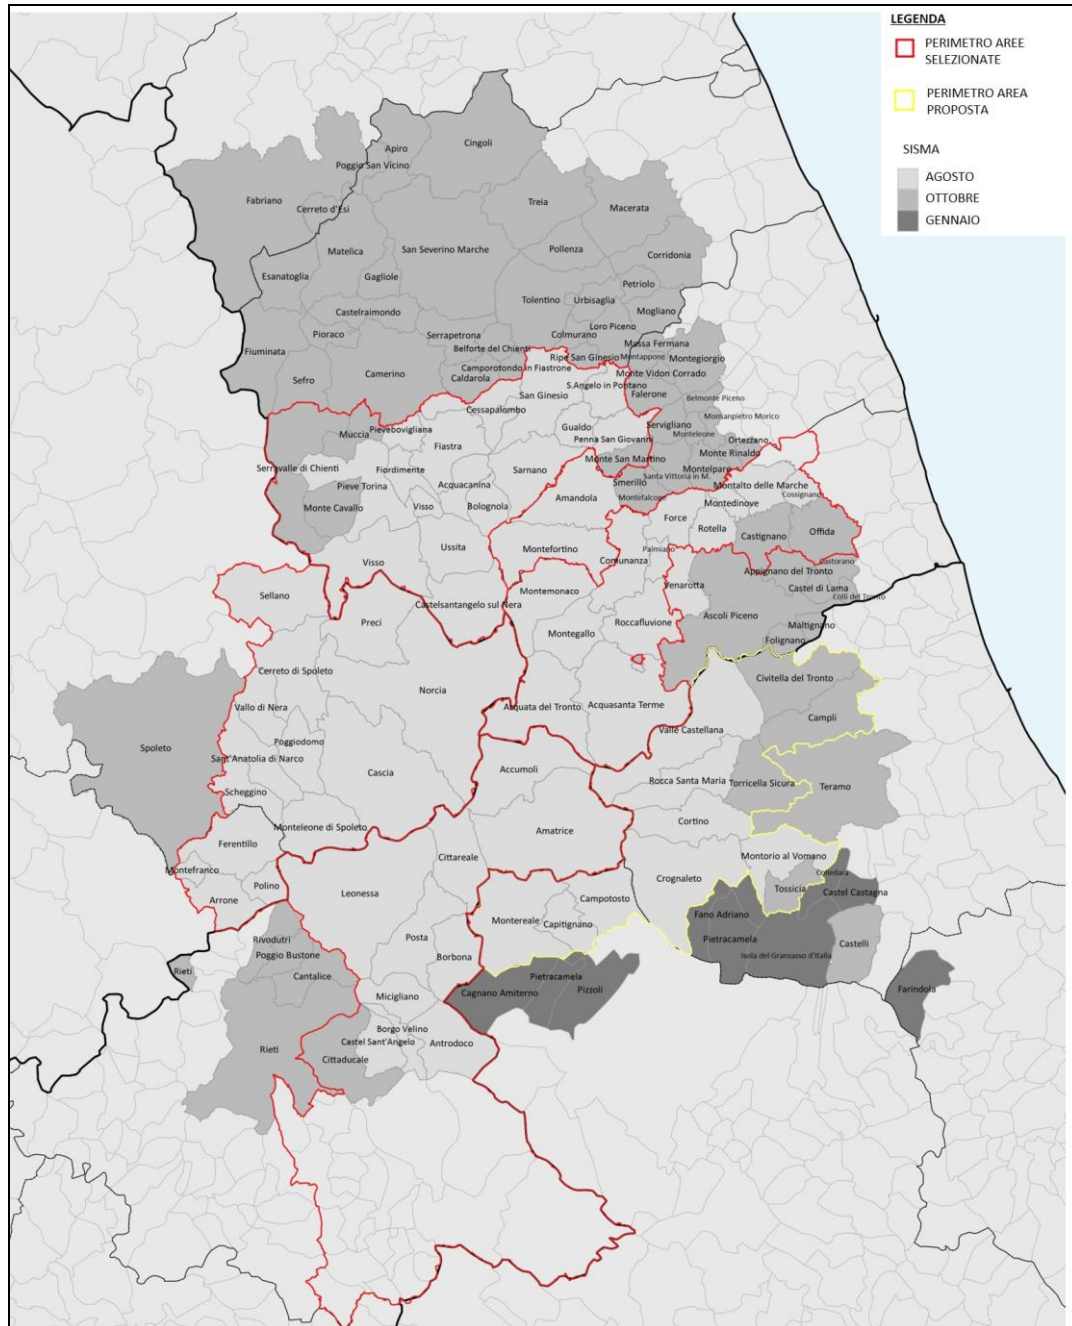 LEGENDA
PERIMETRO AREE
SELEZIONATE
PERIMETRO AREA
PROPOSTA
SISMA
AGOSTO
OTTOBRE
GENNAIO
Cingoli
Apiro
Poggio San Vicino
Fabriano
Cerreto d'Esi
Treia
Macerata
Matelica
San Severino Marche
Pollenza
Corridonia
Esanatoglia
Gagliole
Petriolo
Tolentino
Urbisaglia
Mogliano
Castelraimondo
Loro Piceno
Pioraco
Serrapetrona
Colmurano
Massa Fermana
Fiuminata
Belforte del Chienti
Ripe San Ginesio
Montappone
Montegiorgio
Camporotondo in Fiastrone
Sefro
Camerino
Caldarola
Monte Vidon Corrado
S.Angelo in Pontano
San Ginesio
Falerone
Belmonte Piceno
Cessapalombo
Monsanpietro Morico
Pievebovigliana
Gualdo
Servigliano
Muccia
Monteleone
Penna San Giovanni
Ortezzano
Fiastra
Monte Rinaldo
Serravalle di Chienti
Monte San Martino
Fiordimente
Sarnano
Montelparo
Santa Vittoria in M.
Pieve Torina
Acquacanina
Smerillo
Montalto delle Marche
Amandola
Montefalcone
Cossignano
Monte Cavallo
Visso
Bolognola
Montedinove
Force
Rotella
Castignano
Offida
Ussita
Montefortino
Palmiano
Visso
Comunanza
Castorano
Appignano del Tronto
Sellano
Montemonaco
Venarotta
Castel di Lama
Colli del Tronto
Castelsantangelo sul Nera
Preci
Roccafluvione
Ascoli Piceno
Maltignano
Montegallo
Folignano
Cerreto di Spoleto
Civitella del Tronto
Norcia
Vallo di Nera
Acquata del Tronto
Acquasanta Terme
Campli
Valle Castellana
Spoleto
Poggiodomo
Sant'Anatolia di Narco
Accumoli
Cascia
Rocca Santa Maria
Torricella Sicura
Teramo
Scheggino
Cortino
Monteleone di Spoleto
Amatrice
Ferentillo
Cittareale
Montorio al Vomano
Montefranco
Colledara
Polino
Leonessa
Crognaleto
Tossicia
Castel Castagna
Arrone
Campotosto
Montereale
Capitignano
Fano Adriano
Posta
Rivodutri
Pietracamela
Castelli
Poggio Bustone
Borbona
Isola del Gransasso d'Italia
Rieti
Cantalice
Pietracamela
Farindola
Cagnano Amiterno
Pizzoli
Micigliano
Borgo Velino
Castel Sant'Angelo
Antrodoco
Rieti
Cittaducale